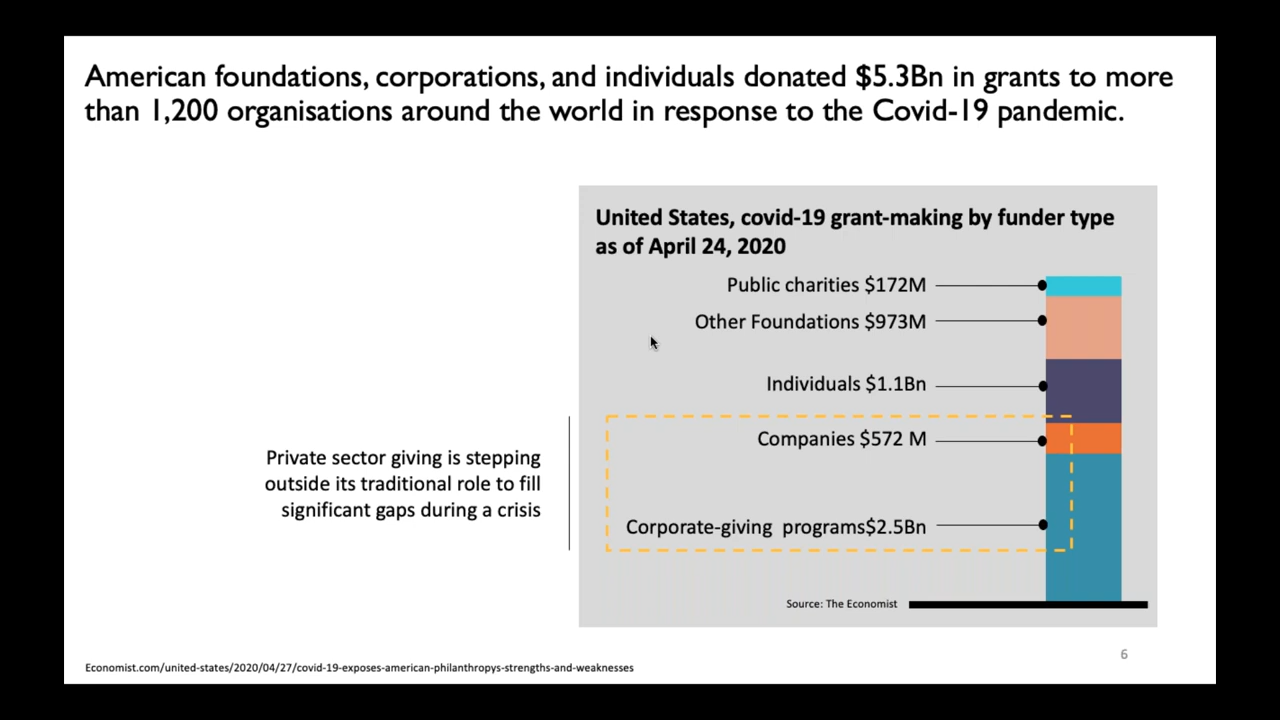 American foundations, corporations, and individuals donated $5.3Bn in grants to more
than 1,200 organisations around the world in response to the Covid-19 pandemic.
United States, covid-19 grant-making by funder type
as of April 24, 2020
Public charities $172M
Other Foundations $973M
Individuals $1.1Bn
Companies $572 M
Corporate-giving programs$2.5Bn
Private sector giving is stepping
outside its traditional role to fill
significant gaps during a crisis
Source: The Economist
6
Economist.com/united-states/2020/04/27/covid-19-exposes-american-philanthropys-strengths-and-weaknesses